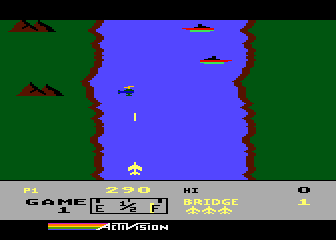 P1 290 HI 0
GAME E 1/2 F BRIDGE 1
1
ACTIVISION